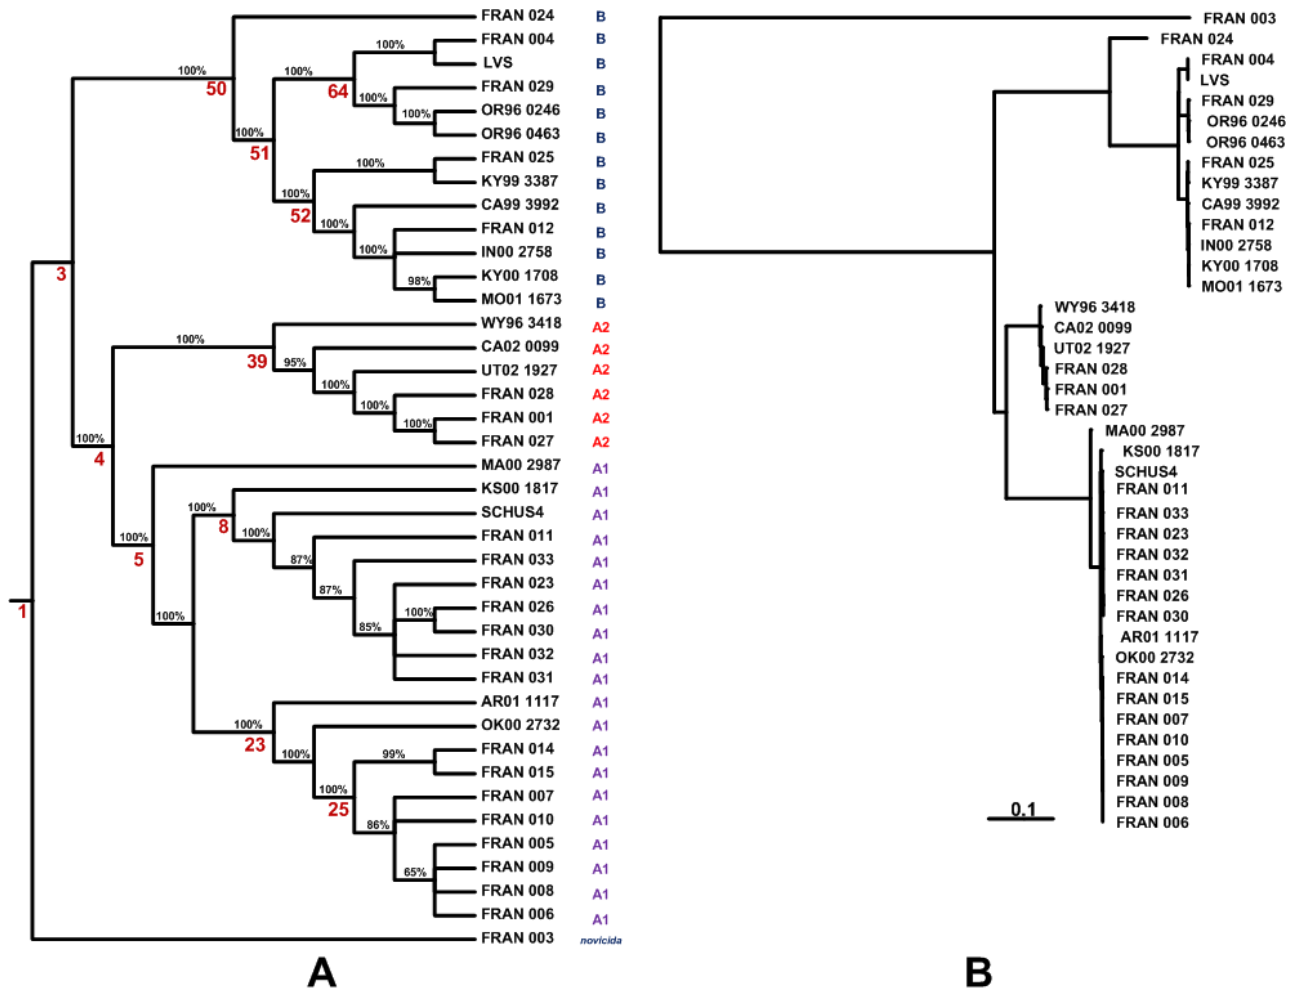 FRAN 024 B
100%
50
FRAN 004 B
100%
LVS B
100%
64
FRAN 029 B
100%
OR96 0246 B
100%
OR96 0463 B
100%
51
FRAN 025 B
100%
KY99 3387 B
100%
52
CA99 3992 B
100%
FRAN 012 B
100%
IN00 2758 B
KY00 1708 B
98%
MO01 1673 B
3
WY96 3418 A2
100%
39
CA02 0099 A2
95%
UT02 1927 A2
100%
FRAN 028 A2
100%
FRAN 001 A2
100%
FRAN 027 A2
100%
4
MA00 2987 A1
KS00 1817 A1
100%
8
SCHUS4 A1
100%
FRAN 011 A1
100%
5
87%
FRAN 033 A1
87%
FRAN 023 A1
FRAN 026 A1
100%
1
FRAN 030 A1
85%
100%
FRAN 032 A1
FRAN 031 A1
AR01 1117 A1
100%
23
OK00 2732 A1
100%
FRAN 014 A1
99%
FRAN 015 A1
100%
25
FRAN 007 A1
FRAN 010 A1
86%
FRAN 005 A1
FRAN 009 A1
65%
FRAN 008 A1
FRAN 006 A1
FRAN 003 novicida
A
FRAN 003
FRAN 024
FRAN 004
LVS
FRAN 029
OR96 0246
OR96 0463
FRAN 025
KY99 3387
CA99 3992
FRAN 012
IN00 2758
KY00 1708
MO01 1673
WY96 3418
CA02 0099
UT02 1927
FRAN 028
FRAN 001
FRAN 027
MA00 2987
KS00 1817
SCHUS4
FRAN 011
FRAN 033
FRAN 023
FRAN 032
FRAN 031
FRAN 026
FRAN 030
AR01 1117
OK00 2732
FRAN 014
FRAN 015
FRAN 007
FRAN 010
FRAN 005
FRAN 009
FRAN 008
FRAN 006
0.1
B